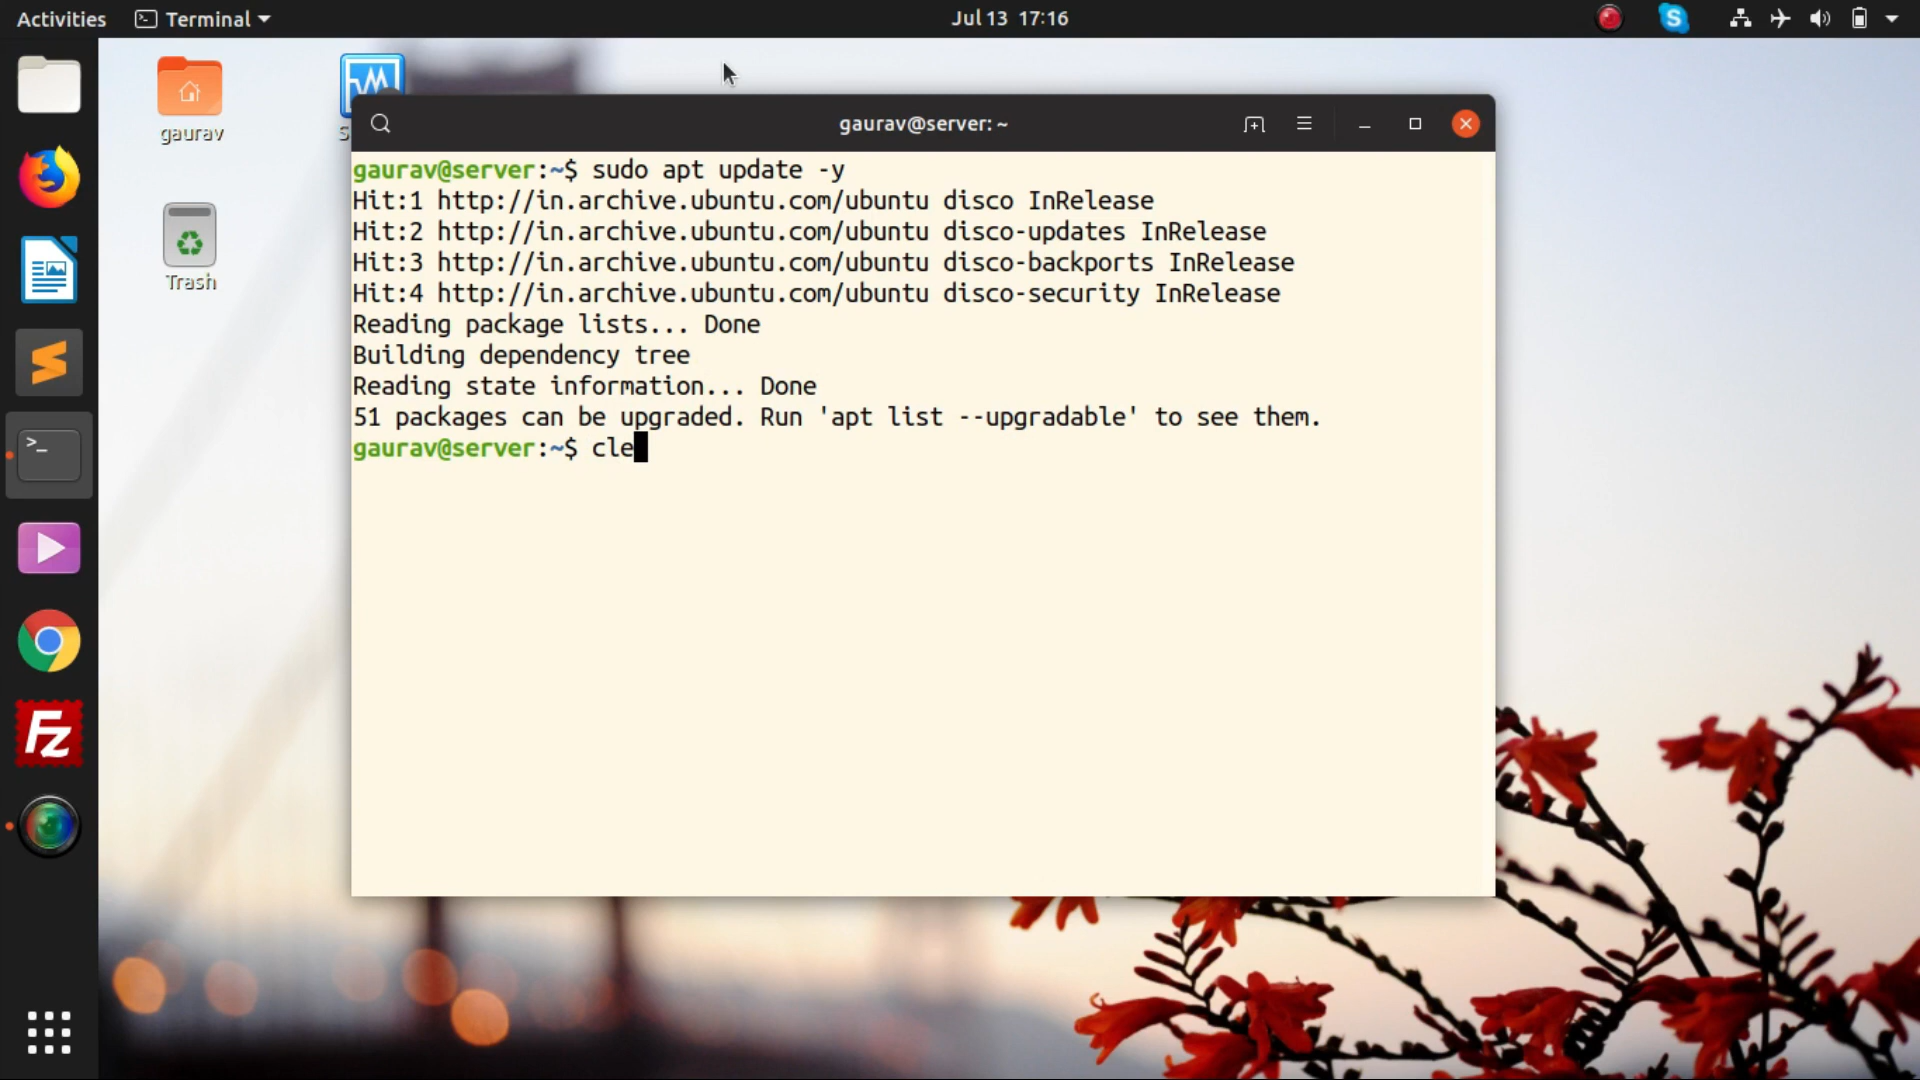 Activities Terminal Jul 13 17:16
gaurav
Trash
gaurav@server: ~
gaurav@server:~$ sudo apt update -y
Hit:1 http://in.archive.ubuntu.com/ubuntu disco InRelease
Hit:2 http://in.archive.ubuntu.com/ubuntu disco-updates InRelease
Hit:3 http://in.archive.ubuntu.com/ubuntu disco-backports InRelease
Hit:4 http://in.archive.ubuntu.com/ubuntu disco-security InRelease
Reading package lists... Done
Building dependency tree
Reading state information... Done
51 packages can be upgraded. Run 'apt list --upgradable' to see them.
gaurav@server:~$ cle